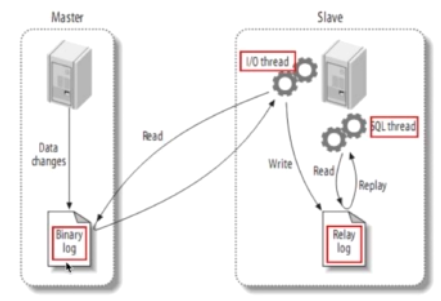 Master
Slave
I/O thread
SQL thread
Read
Data
changes
Write
Read
Replay
Binary
log
Relay
log